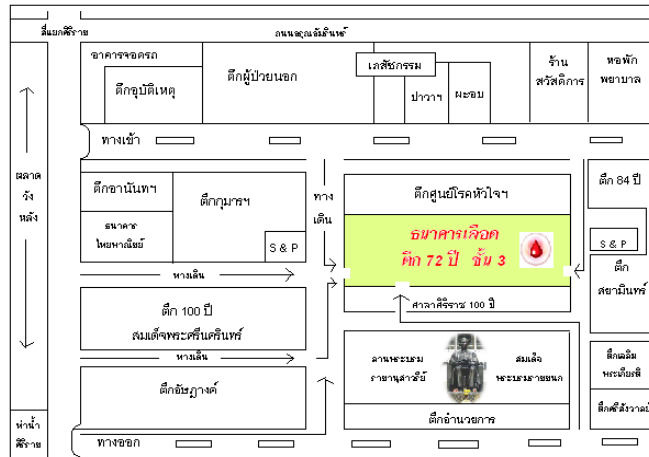 สี่แยกศิริราช
ถนนอรุณอัมรินทร์
อาคารจอดรถ
ตึกอุบัติเหตุ
ตึกผู้ป่วยนอก
เภสัชกรรม
ปาวาฯ
ผะอบ
ร้าน
สวัสดิการ
หอพัก
พยาบาล
ทางเข้า
ตลาด
วัง
หลัง
ตึกอานันทฯ
ธนาคาร
ไทยพาณิชย์
ตึกกุมารฯ
S & P
ทาง
เดิน
ตึกศูนย์โรคหัวใจฯ
ธนาคารเลือด
ตึก 72 ปี ชั้น 3
ศาลาศิริราช 100 ปี
ตึก 84 ปี
S & P
ตึก
สยามินทร์
ทางเดิน
ตึก 100 ปี
สมเด็จพระศรีนครินทร์
ทางเดิน
ตึกอัษฎางค์
ลานพระบรม
ราชานุสาวรีย์
สมเด็จ
พระบรมราชชนก
ตึกอำนวยการ
ตึกเฉลิม
พระเกียรติ
ตึกศรีสังวาลย์
ท่าน้ำ
ศิริราช
ทางออก